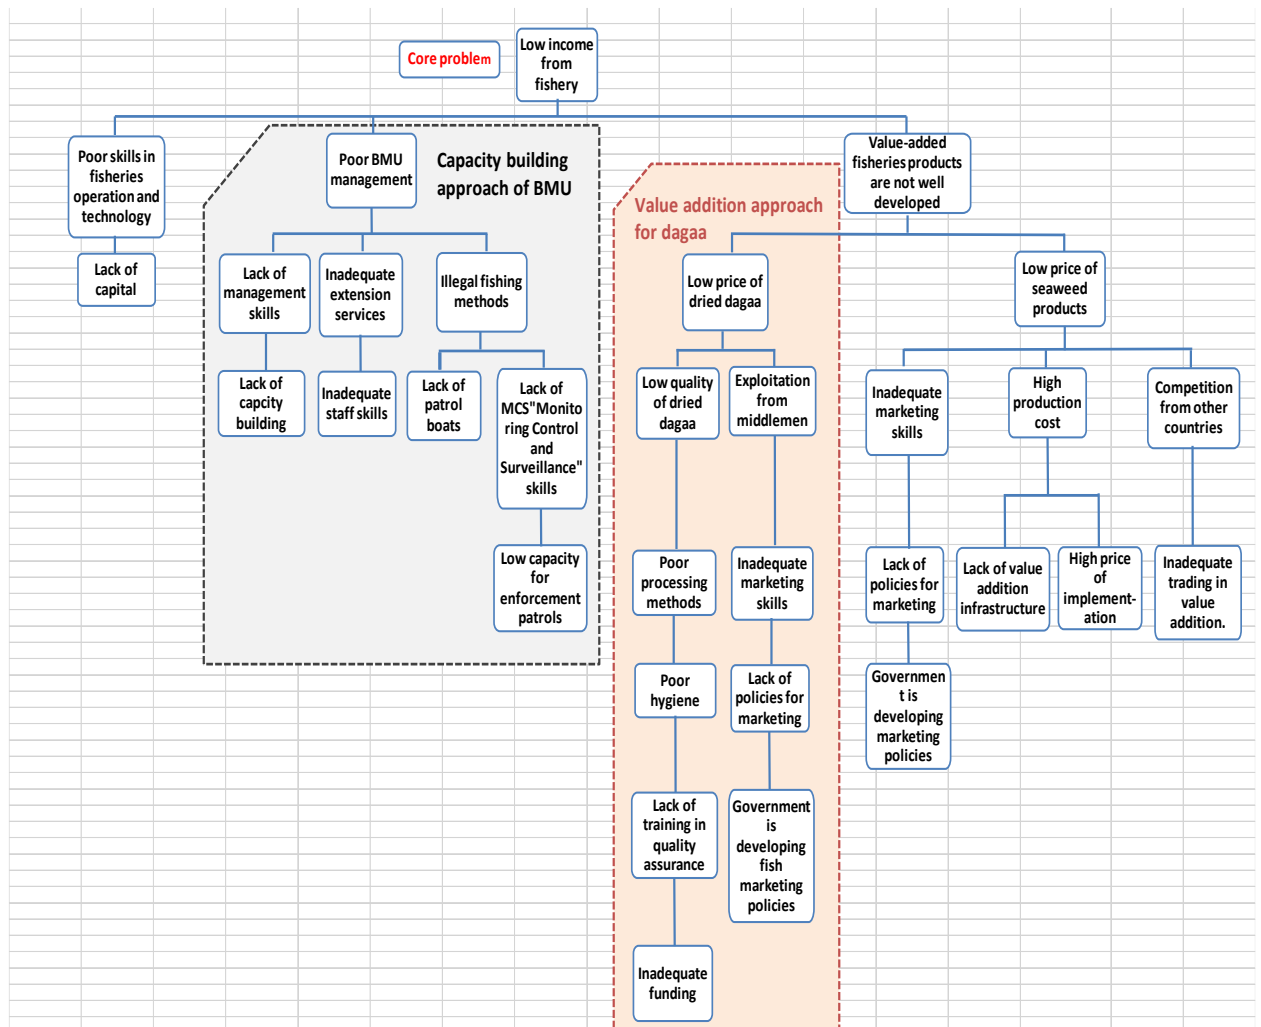 Core problem
Low income
from
fishery
Poor skills in
fisheries
operation and
technology
Lack of
capital
Poor BMU
management
Capacity building
approach of BMU
Lack of
management
skills
Inadequate
extension
services
Illegal fishing
methods
Lack of
capcity
building
Inadequate
staff skills
Lack of
patrol
boats
Lack of
MCS"Monito
ring Control
and
Surveillance"
skills
Low capacity
for
enforcement
patrols
Value-added
fisheries products
are not well
developed
Value addition approach
for dagaa
Low price of
dried dagaa
Low quality
of dried
dagaa
Exploitation
from
middlemen
Poor
processing
methods
Inadequate
marketing
skills
Poor
hygiene
Lack of
policies for
marketing
Lack of
training in
quality
assurance
Government
is
developing
fish
marketing
policies
Inadequate
funding
Low price of
seaweed
products
Inadequate
marketing
skills
High
production
cost
Competition
from other
countries
Lack of
policies for
marketing
Lack of value
addition
infrastructure
High price
of
implement-
ation
Inadequate
trading in
value
addition.
Governmen
t is
developing
marketing
policies